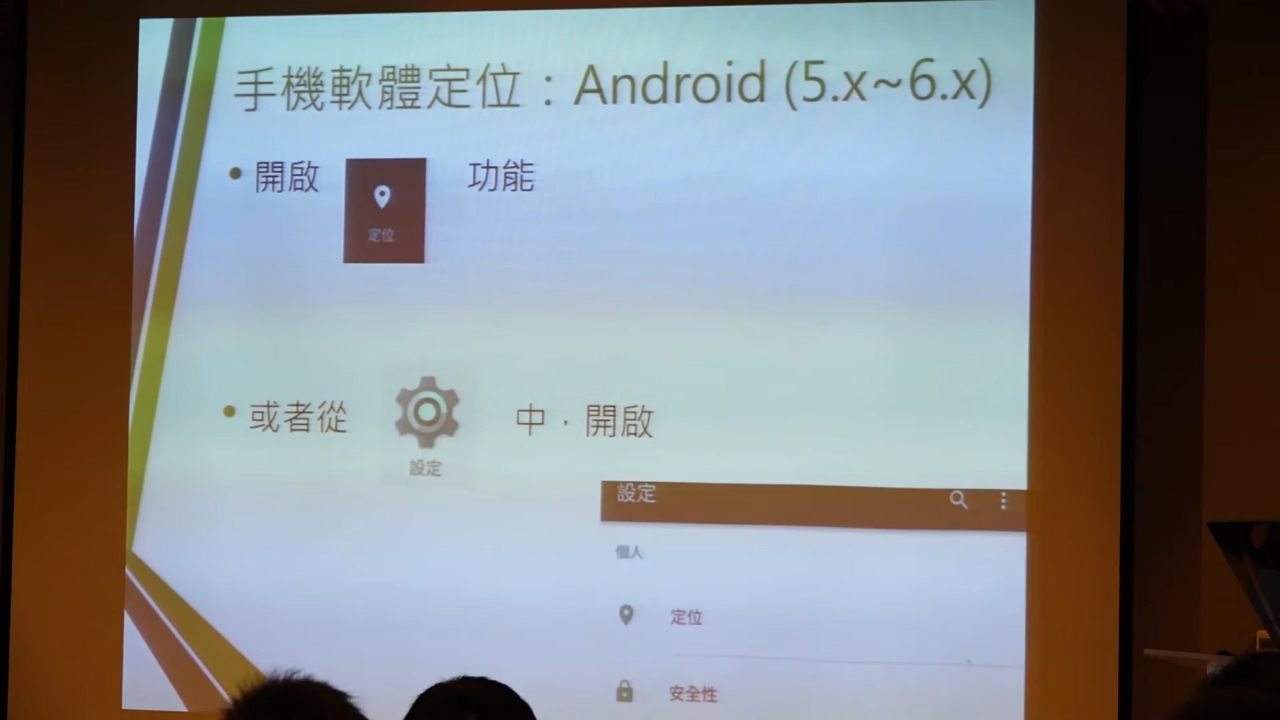 手機軟體定位：Android (5.x~6.x)
• 開啟 功能
定位
• 或者從 中，開啟
設定
設定
個人
定位
安全性